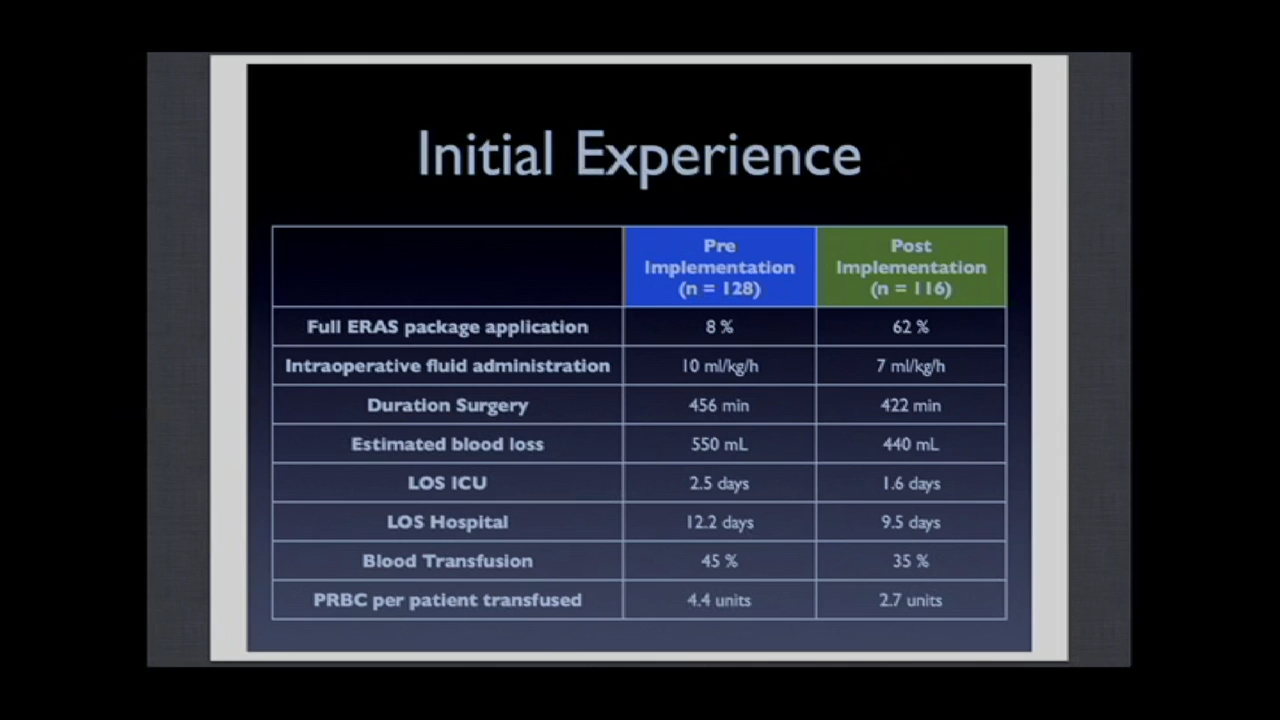 Initial Experience
Pre
Implementation
(n = 128)
Post
Implementation
(n = 116)
Full ERAS package application 8 % 62 %
Intraoperative fluid administration 10 ml/kg/h 7 ml/kg/h
Duration Surgery 456 min 422 min
Estimated blood loss 550 mL 440 mL
LOS ICU 2.5 days 1.6 days
LOS Hospital 12.2 days 9.5 days
Blood Transfusion 45 % 35 %
PRBC per patient transfused 4.4 units 2.7 units